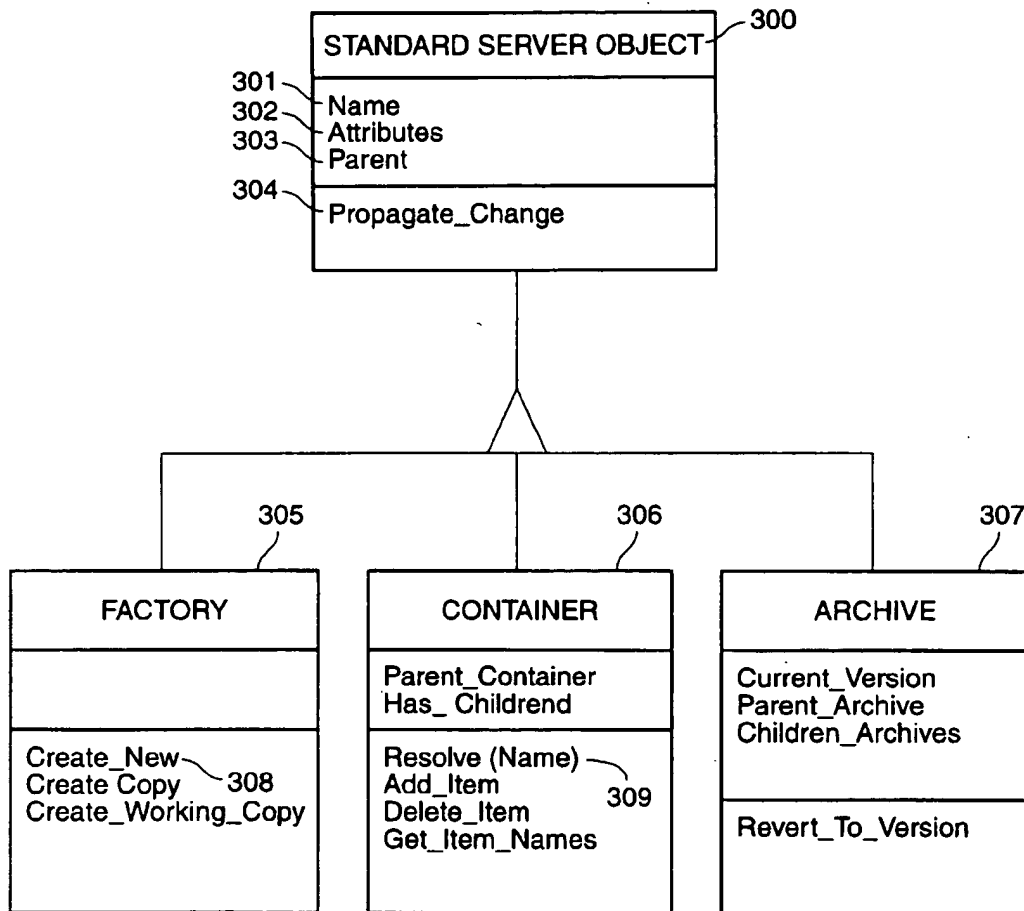 STANDARD SERVER OBJECT
300
301
Name
302
Attributes
303
Parent
304
Propagate_Change
305
FACTORY
Create_New
308
Create Copy
Create_Working_Copy
306
CONTAINER
Parent_Container
Has_ Childrend
Resolve (Name)
309
Add_Item
Delete_Item
Get_Item_Names
307
ARCHIVE
Current_Version
Parent_Archive
Children_Archives
Revert_To_Version